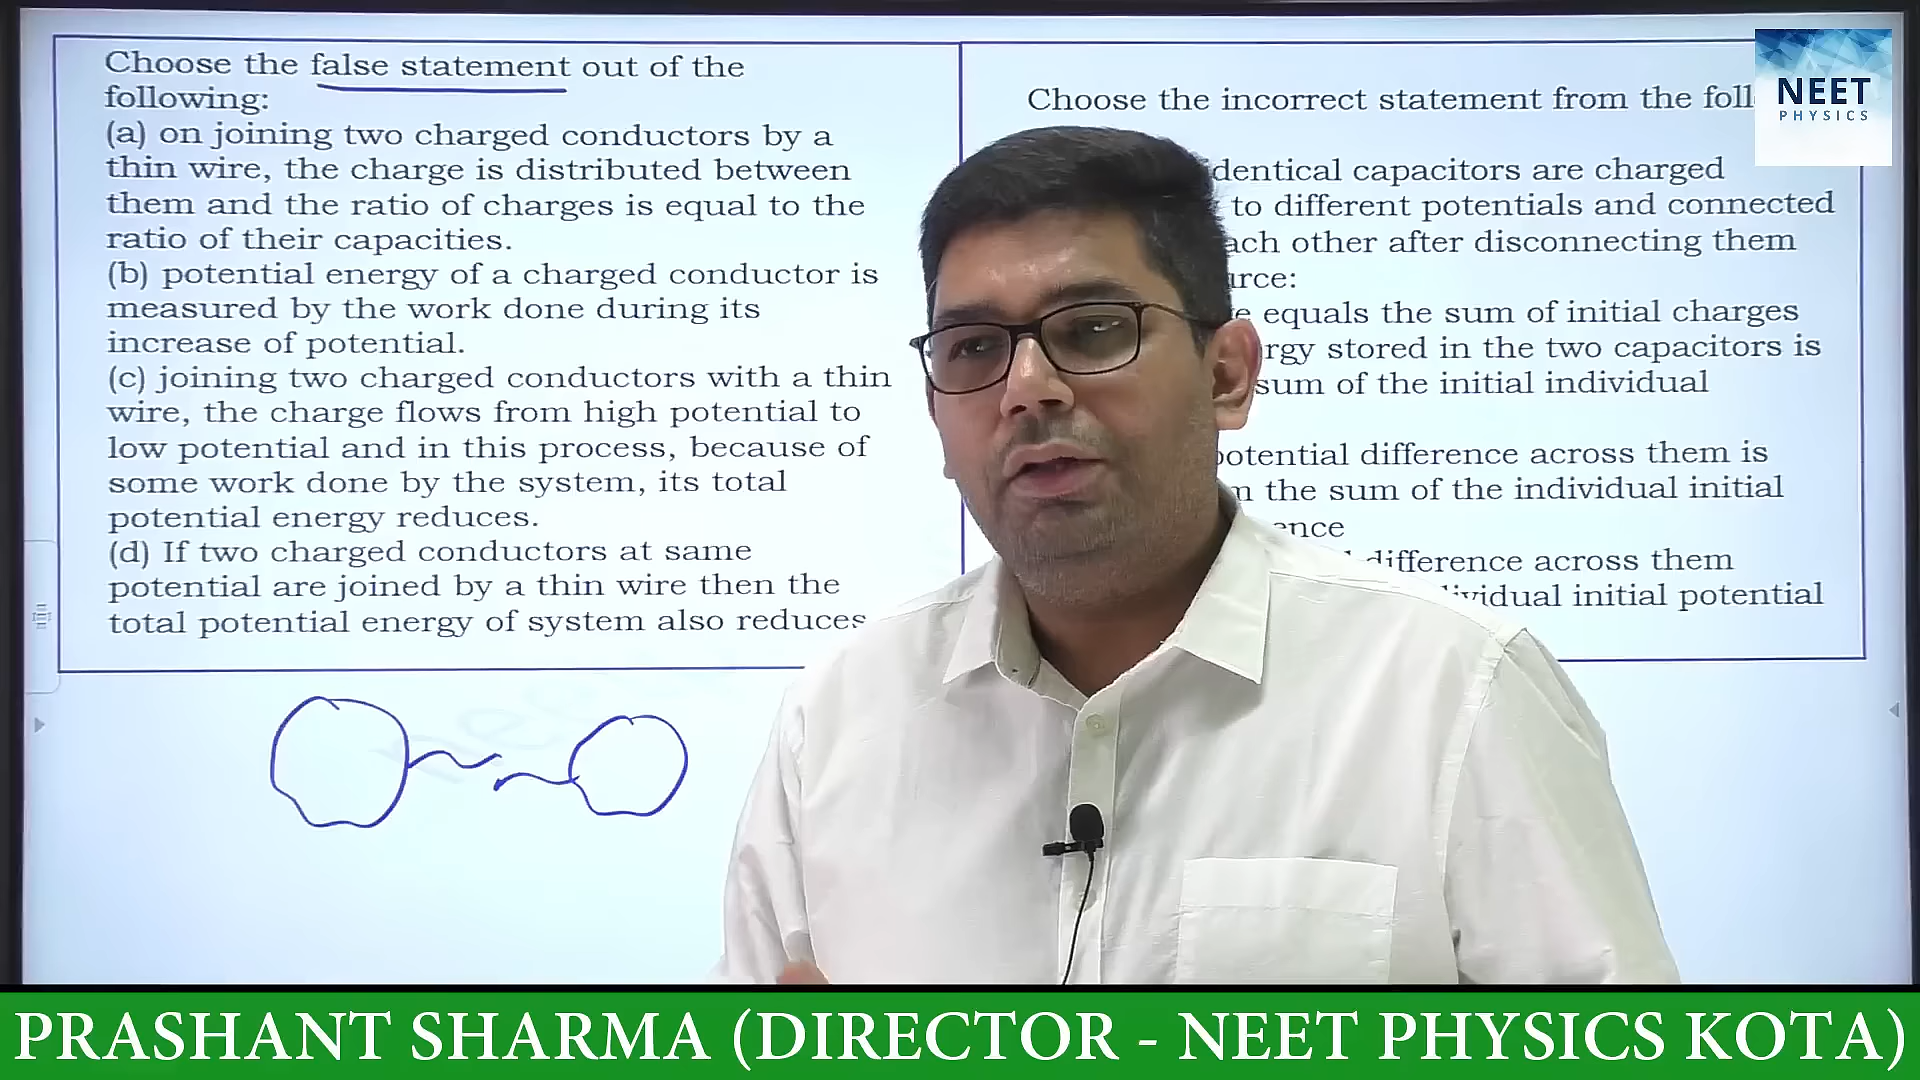 Choose the false statement out of the
following:
(a) on joining two charged conductors by a
thin wire, the charge is distributed between
them and the ratio of charges is equal to the
ratio of their capacities.
(b) potential energy of a charged conductor is
measured by the work done during its
increase of potential.
(c) joining two charged conductors with a thin
wire, the charge flows from high potential to
low potential and in this process, because of
some work done by the system, its total
potential energy reduces.
(d) If two charged conductors at same
potential are joined by a thin wire then the
total potential energy of system also reduces
Choose the incorrect statement from the
identical capacitors are charged
to different potentials and connected
other after disconnecting them
equals the sum of initial charges
stored in the two capacitors is
sum of the initial individual
potential difference across them is
the sum of the individual initial
difference across them
initial potential
NEET
PHYSICS
PRASHANT SHARMA (DIRECTOR - NEET PHYSICS KOTA)